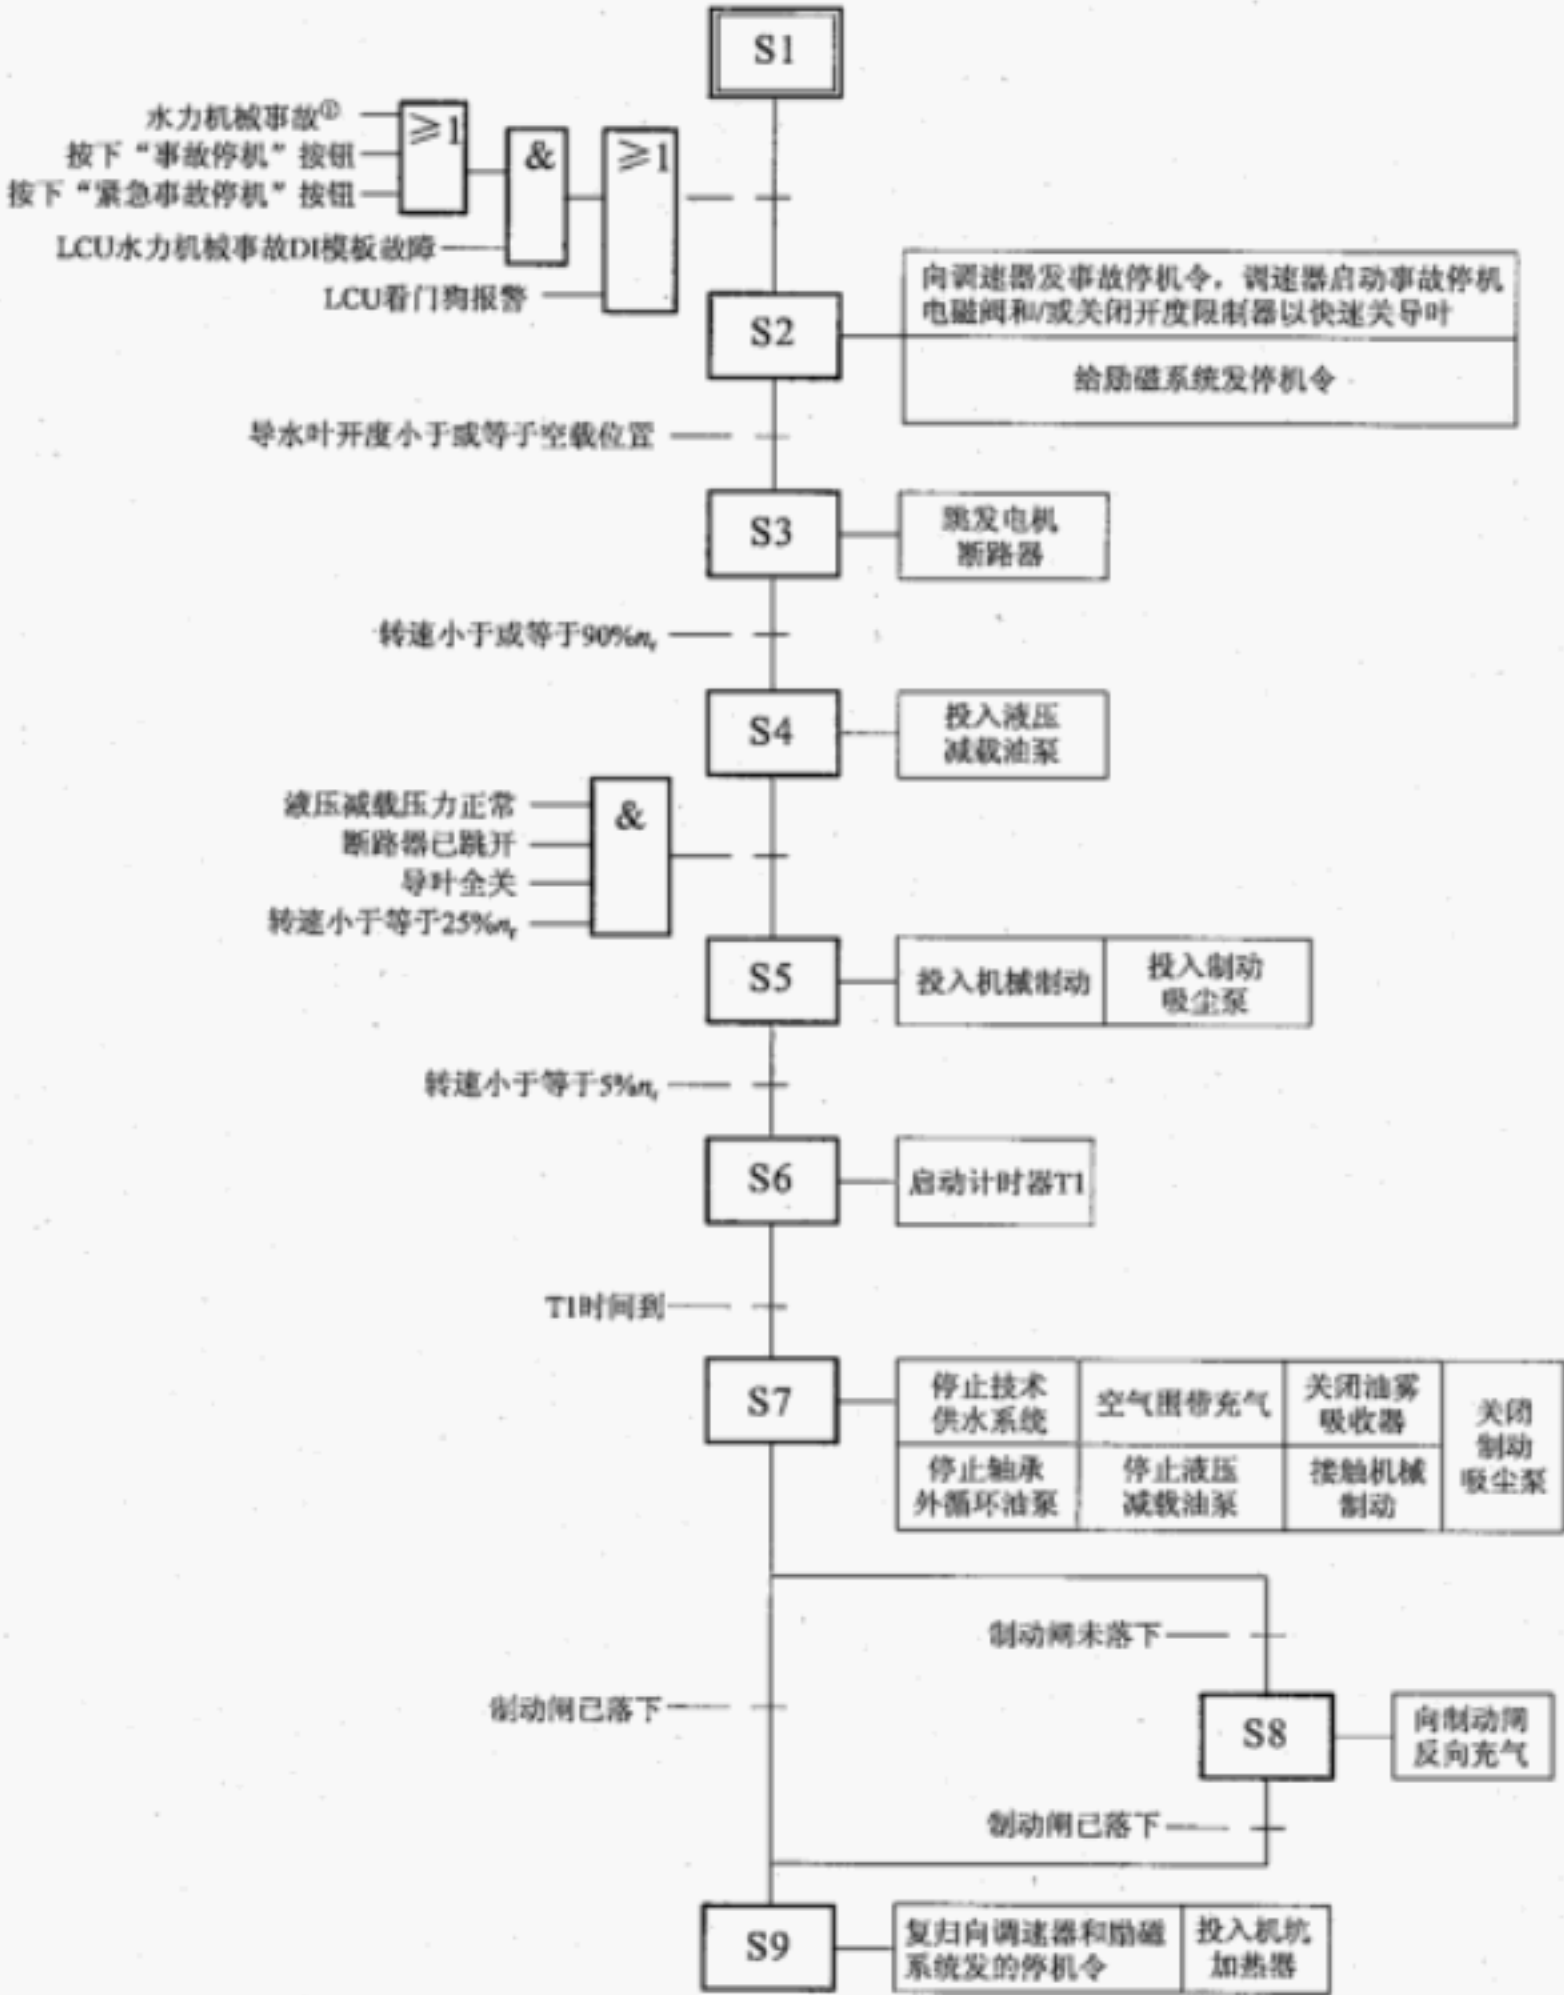 S1
水力机械事故①
按下“事故停机”按钮
按下“紧急事故停机”按钮
≥1
&
≥1
LCU水力机械事故DI模板故障
LCU看门狗报警
S2
向调速器发事故停机令，调速器启动事故停机
电磁阀和/或关闭开度限制器以快速关导叶
给励磁系统发停机令
导水叶开度小于或等于空载位置
S3
跳发电机
断路器
转速小于或等于90%nr
S4
投入液压
减载油泵
液压减载压力正常
断路器已跳开
导叶全关
转速小于等于25%nr
&
S5
投入机械制动
投入制动
吸尘泵
转速小于等于5%nr
S6
启动计时器T1
T1时间到
S7
停止技术
供水系统
空气围带充气
关闭油雾
吸收器
关闭
制动
吸尘泵
停止轴承
外循环油泵
停止液压
减载油泵
接触机械
制动
制动闸未落下
制动闸已落下
S8
向制动闸
反向充气
制动闸已落下
S9
复归向调速器和励磁
系统发的停机令
投入机坑
加热器